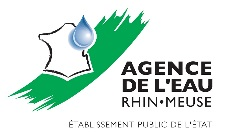 AGENCE
DE L'EAU
RHIN•MEUSE
ÉTABLISSEMENT PUBLIC DE L'ÉTAT